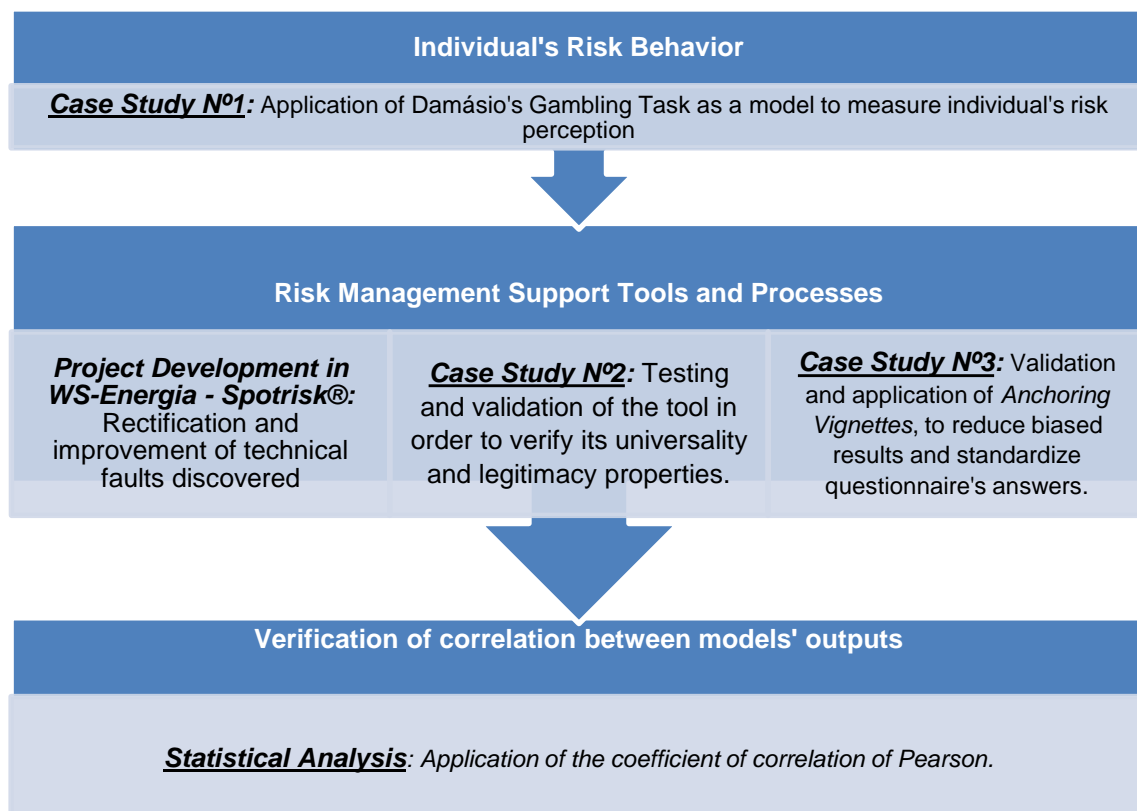 Individual's Risk Behavior
Case Study Nº1: Application of Damásio's Gambling Task as a model to measure individual's risk
perception
Risk Management Support Tools and Processes
Project Development in
WS-Energia - Spotrisk®:
Rectification and
improvement of technical
faults discovered
Case Study Nº2: Testing
and validation of the tool in
order to verify its universality
and legitimacy properties.
Case Study Nº3: Validation
and application of Anchoring
Vignettes, to reduce biased
results and standardize
questionnaire's answers.
Verification of correlation between models' outputs
Statistical Analysis: Application of the coefficient of correlation of Pearson.